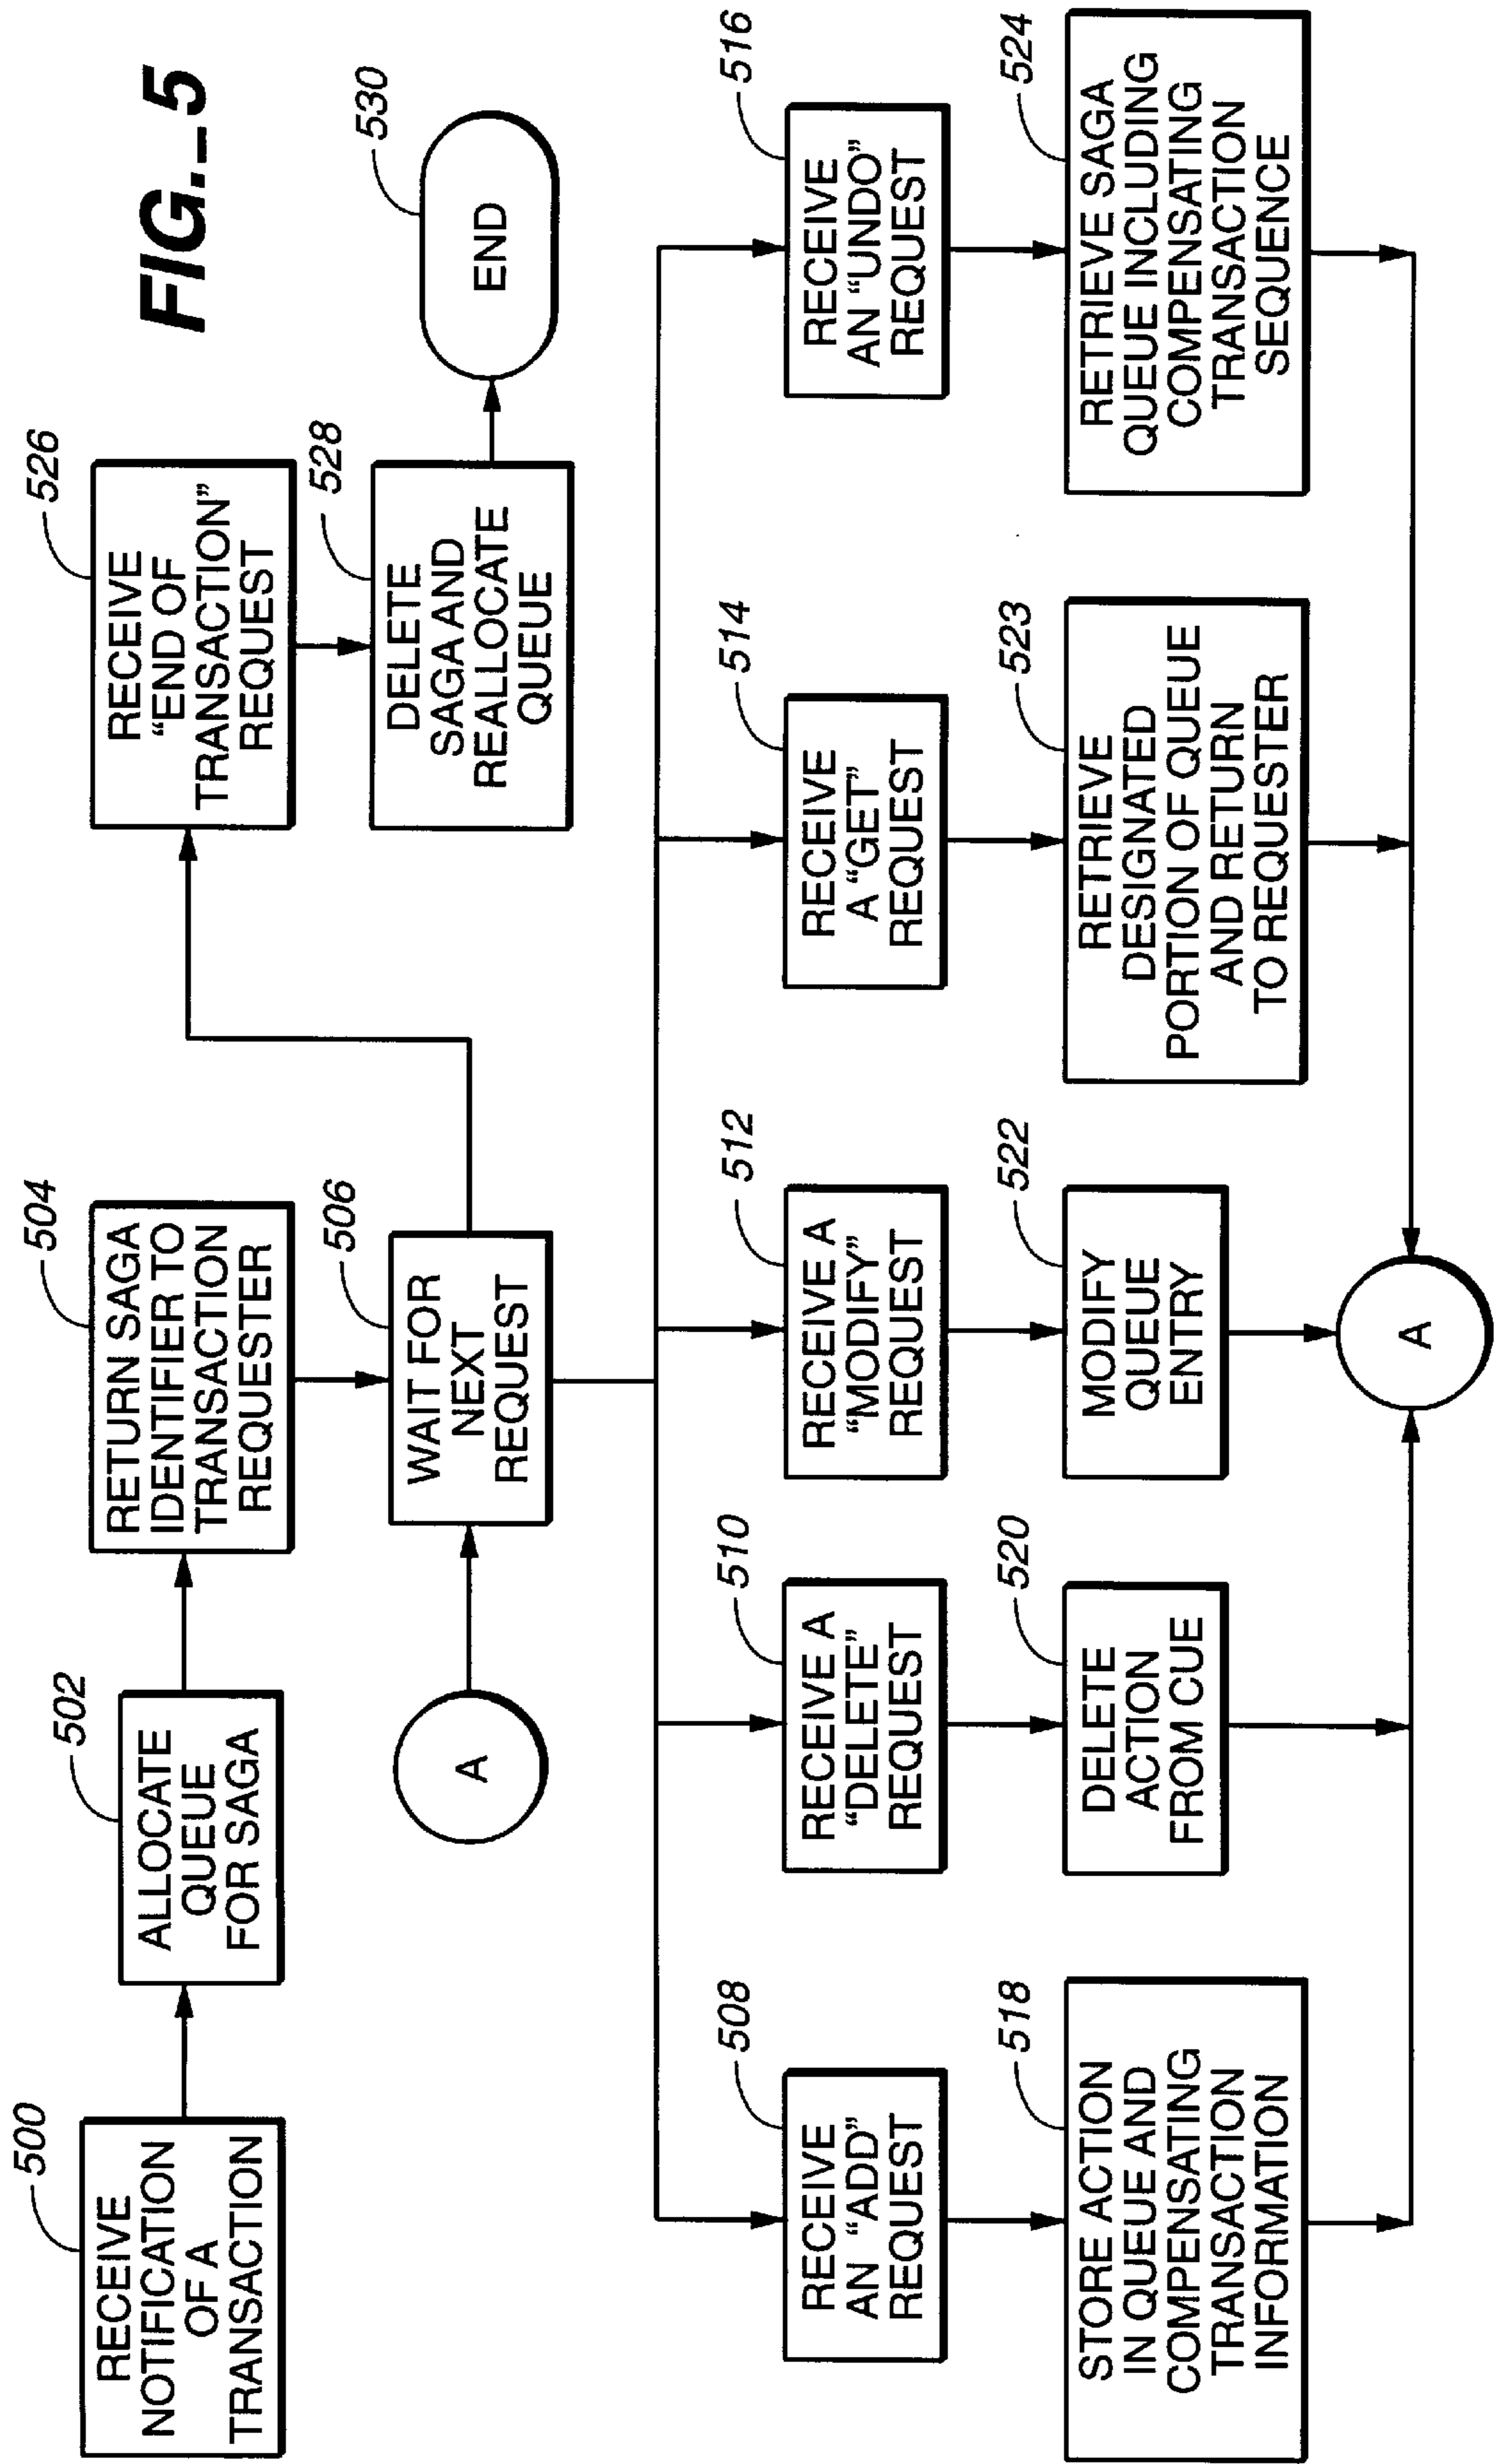 FIG._5
500
RECEIVE
NOTIFICATION
OF A
TRANSACTION
502
ALLOCATE
QUEUE
FOR SAGA
504
RETURN SAGA
IDENTIFIER TO
TRANSACTION
REQUESTER
526
RECEIVE
“END OF
TRANSACTION”
REQUEST
A
506
WAIT FOR
NEXT
REQUEST
528
DELETE
SAGA AND
REALLOCATE
QUEUE
530
END
508
RECEIVE
AN “ADD”
REQUEST
510
RECEIVE A
“DELETE”
REQUEST
512
RECEIVE A
“MODIFY”
REQUEST
514
RECEIVE
A “GET”
REQUEST
516
RECEIVE
AN “UNDO”
REQUEST
518
STORE ACTION
IN QUEUE AND
COMPENSATING
TRANSACTION
INFORMATION
520
DELETE
ACTION
FROM CUE
522
MODIFY
QUEUE
ENTRY
523
RETRIEVE
DESIGNATED
PORTION OF QUEUE
AND RETURN
TO REQUESTER
524
RETRIEVE SAGA
QUEUE INCLUDING
COMPENSATING
TRANSACTION
SEQUENCE
A